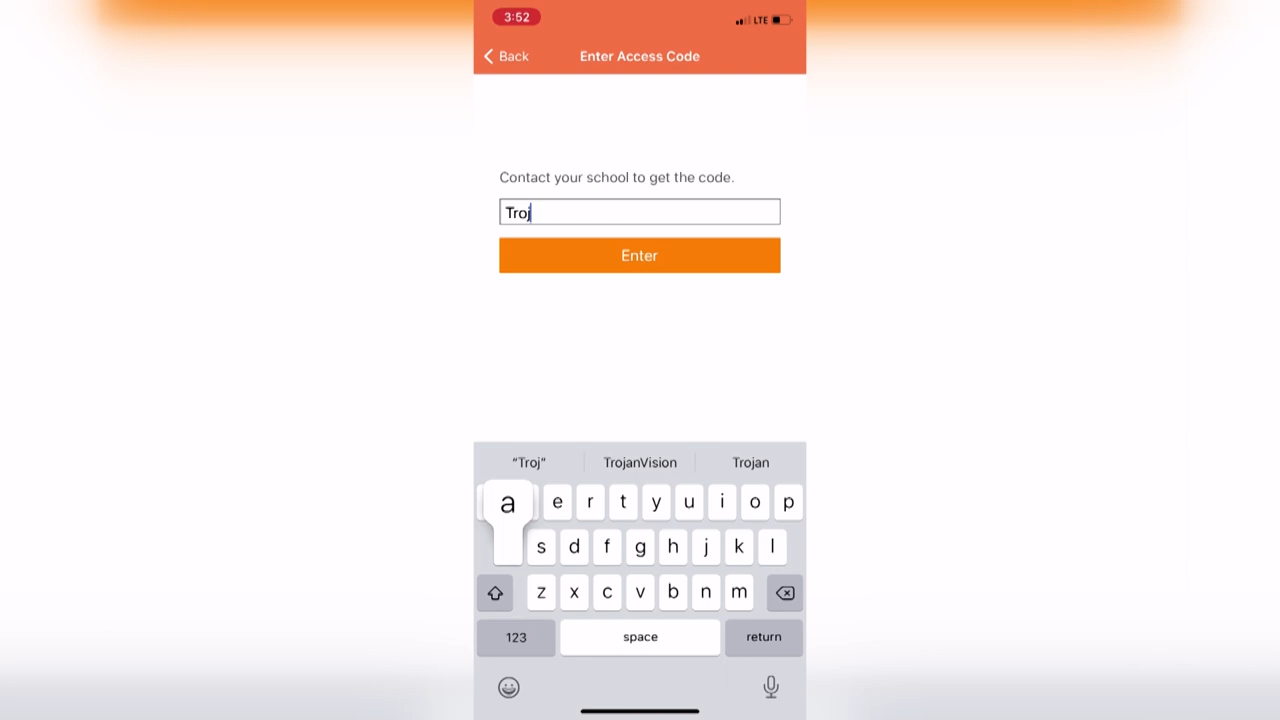 3:52
LTE
Back
Enter Access Code
Contact your school to get the code.
Troj
Enter
"Troj"
TrojanVision
Trojan
a e r t y u i o p
s d f g h j k l
z x c v b n m
123
space
return